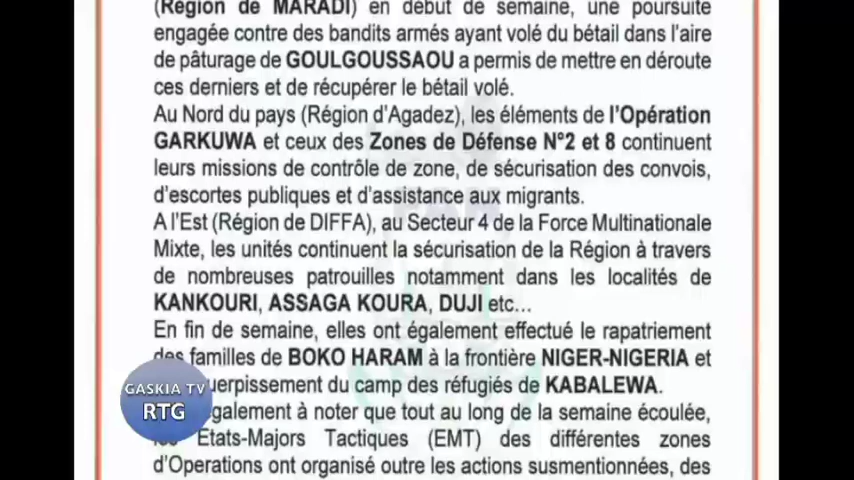 (Région de MARADI) en début de semaine, une poursuite
engagée contre des bandits armés ayant volé du bétail dans l'aire
de pâturage de GOULGOUSSAOU a permis de mettre en déroute
ces derniers et de récupérer le bétail volé.
Au Nord du pays (Région d'Agadez), les éléments de l'Opération
GARKUWA et ceux des Zones de Défense N°2 et 8 continuent
leurs missions de contrôle de zone, de sécurisation des convois,
d'escortes publiques et d'assistance aux migrants.
A l'Est (Région de DIFFA), au Secteur 4 de la Force Multinationale
Mixte, les unités continuent la sécurisation de la Région à travers
de nombreuses patrouilles notamment dans les localités de
KANKOURI, ASSAGA KOURA, DUJI etc...
En fin de semaine, elles ont également effectué le rapatriement
des familles de BOKO HARAM à la frontière NIGER-NIGERIA et
uerpissement du camp des réfugiés de KABALEWA.
galement à noter que tout au long de la semaine écoulée,
les Etats-Majors Tactiques (EMT) des différentes zones
d'Operations ont organisé outre les actions susmentionnées, des
GASKIA TV
RTG